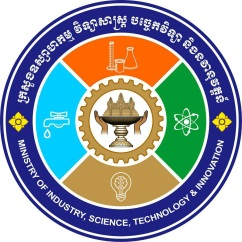 ក្រសួងឧស្សាហកម្ម វិទ្យាសាស្ត្រ បច្ចេកវិទ្យា និងនវានុវត្តន៍
MINISTRY OF INDUSTRY, SCIENCE, TECHNOLOGY & INNOVATION